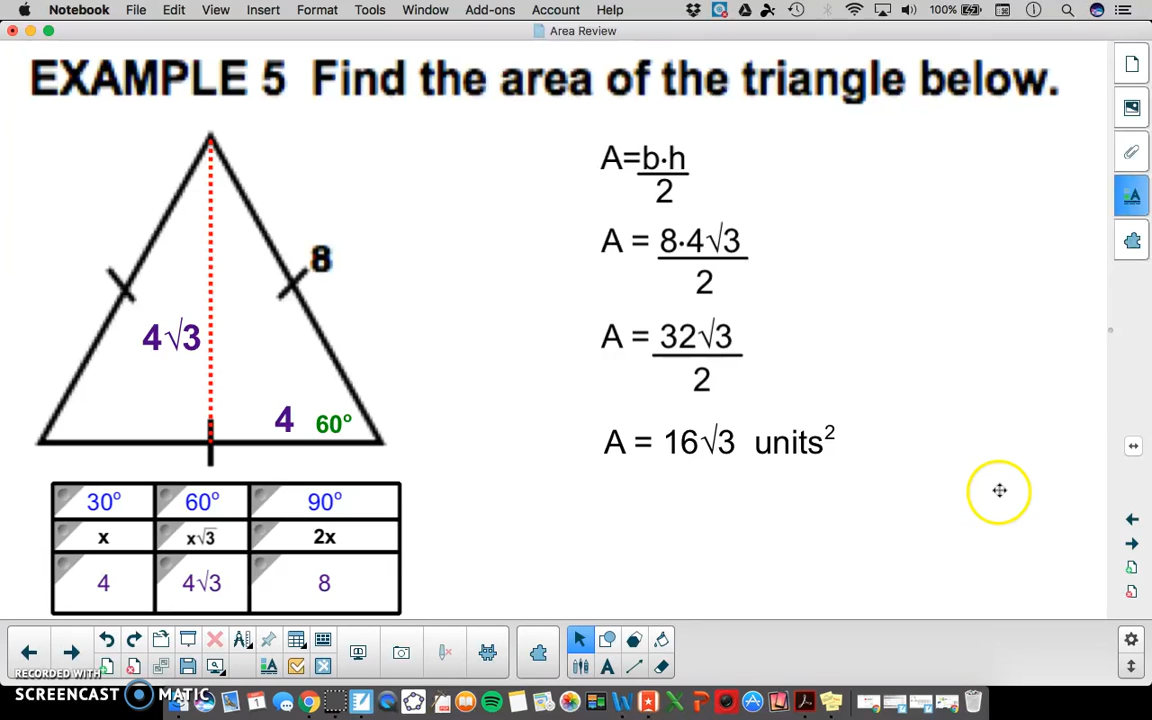 Notebook File Edit View Insert Format Tools Window Add-ons Account Help 100%
Area Review
EXAMPLE 5 Find the area of the triangle below.
A=b·h
2
8
A = 8·4√3
2
4√3
A = 32√3
2
4 60°
A = 16√3 units²
30° 60° 90°
x x√3 2x
4 4√3 8
RECORDED WITH
SCREENCAST MATIC